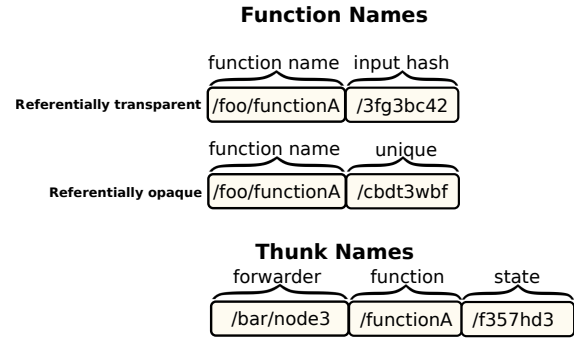 Function Names
function name input hash
Referentially transparent /foo/functionA /3fg3bc42
function name unique
Referentially opaque /foo/functionA /cbdt3wbf
Thunk Names
forwarder function state
/bar/node3 /functionA /f357hd3